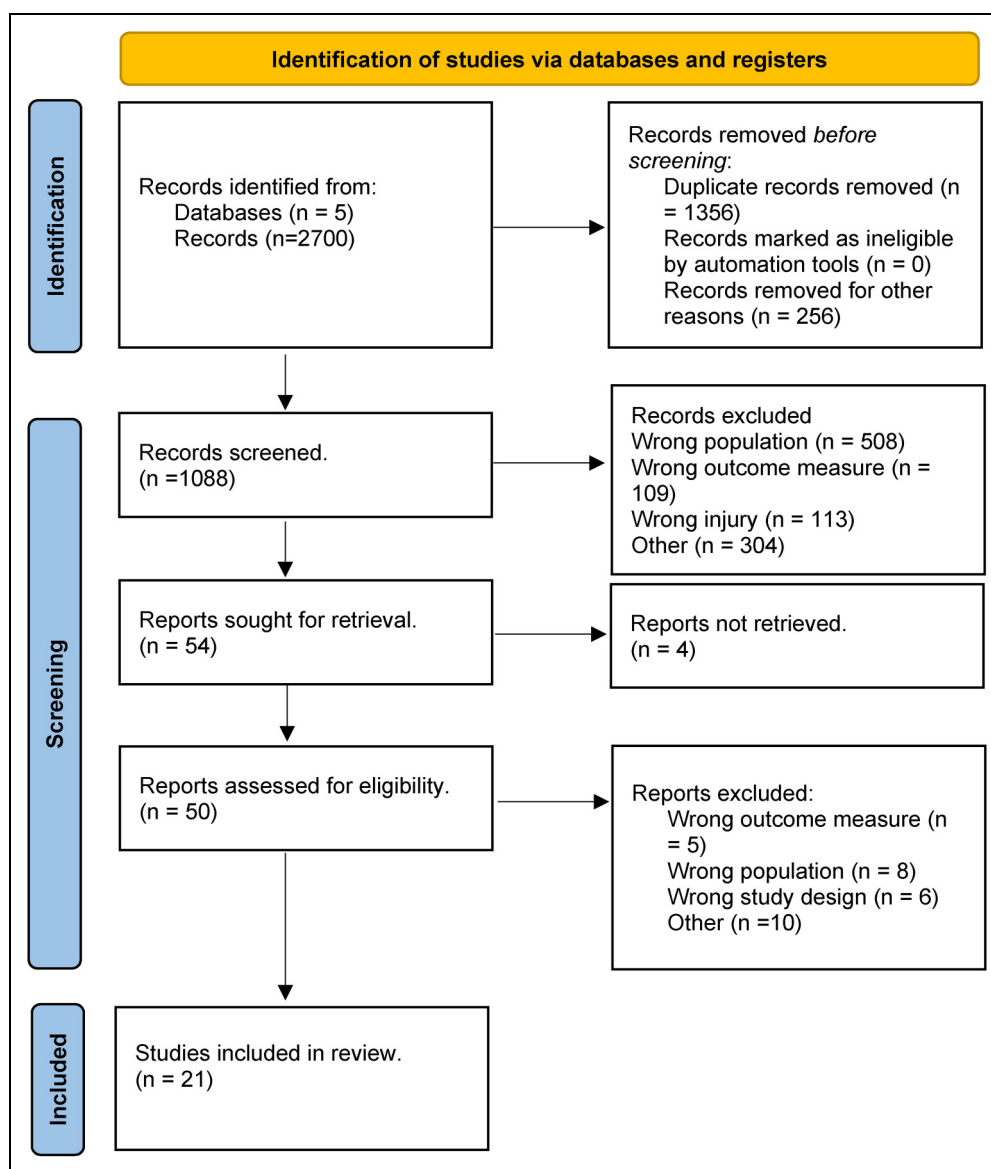 Identification of studies via databases and registers
Identification
Records identified from:
Databases (n = 5)
Records (n=2700)
Records removed before
screening:
Duplicate records removed (n
= 1356)
Records marked as ineligible
by automation tools (n = 0)
Records removed for other
reasons (n = 256)
Screening
Records screened.
(n =1088)
Records excluded
Wrong population (n = 508)
Wrong outcome measure (n =
109)
Wrong injury (n = 113)
Other (n = 304)
Reports sought for retrieval.
(n = 54)
Reports not retrieved.
(n = 4)
Reports assessed for eligibility.
(n = 50)
Reports excluded:
Wrong outcome measure (n
= 5)
Wrong population (n = 8)
Wrong study design (n = 6)
Other (n =10)
Included
Studies included in review.
(n = 21)